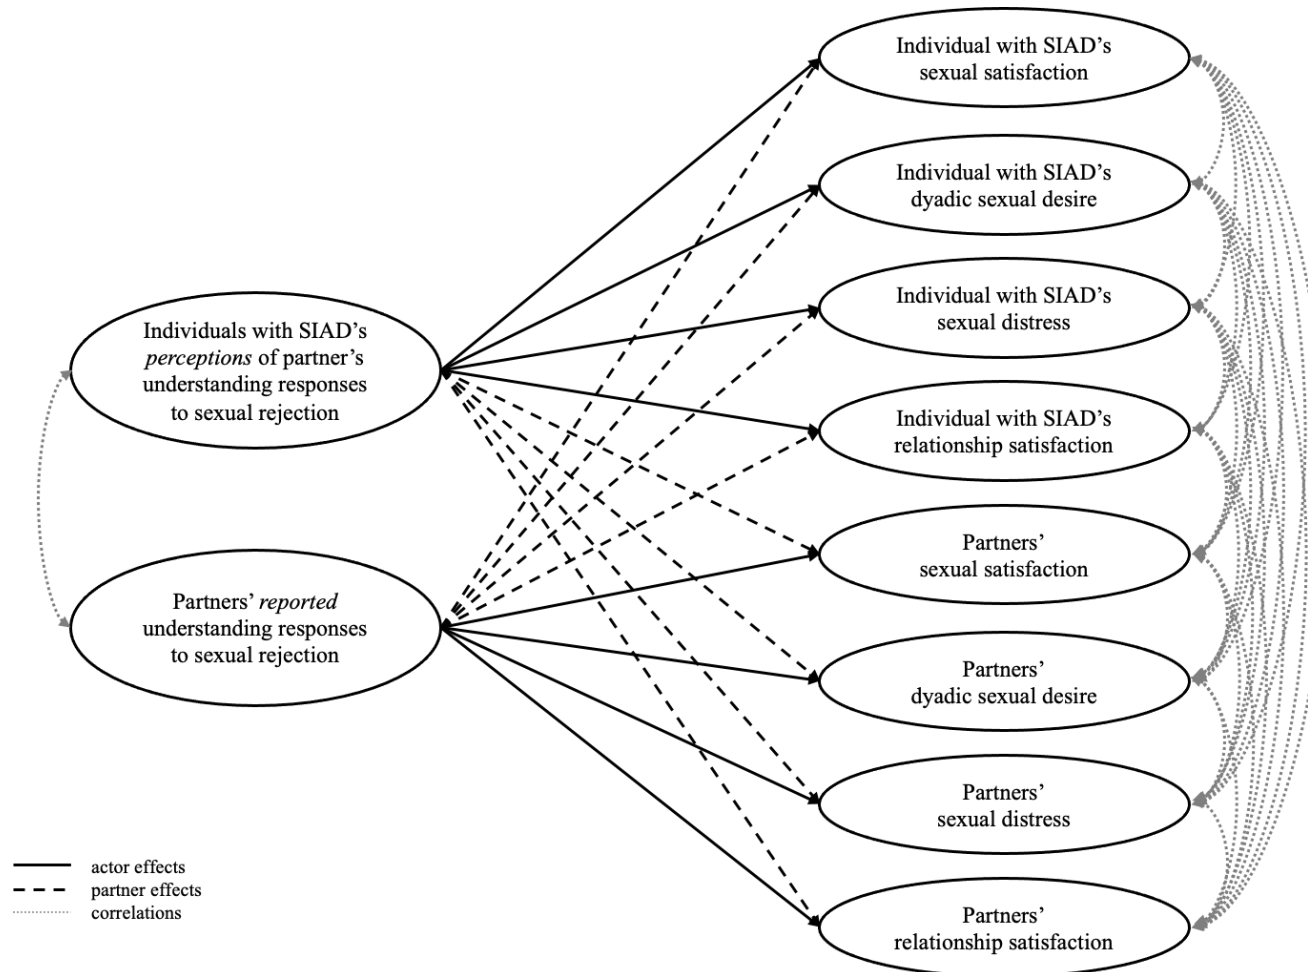 Individual with SIAD’s
sexual satisfaction
Individual with SIAD’s
dyadic sexual desire
Individual with SIAD’s
sexual distress
Individuals with SIAD’s
perceptions of partner’s
understanding responses
to sexual rejection
Individual with SIAD’s
relationship satisfaction
Partners’
sexual satisfaction
Partners’ reported
understanding responses
to sexual rejection
Partners’
dyadic sexual desire
Partners’
sexual distress
Partners’
relationship satisfaction
actor effects
partner effects
correlations